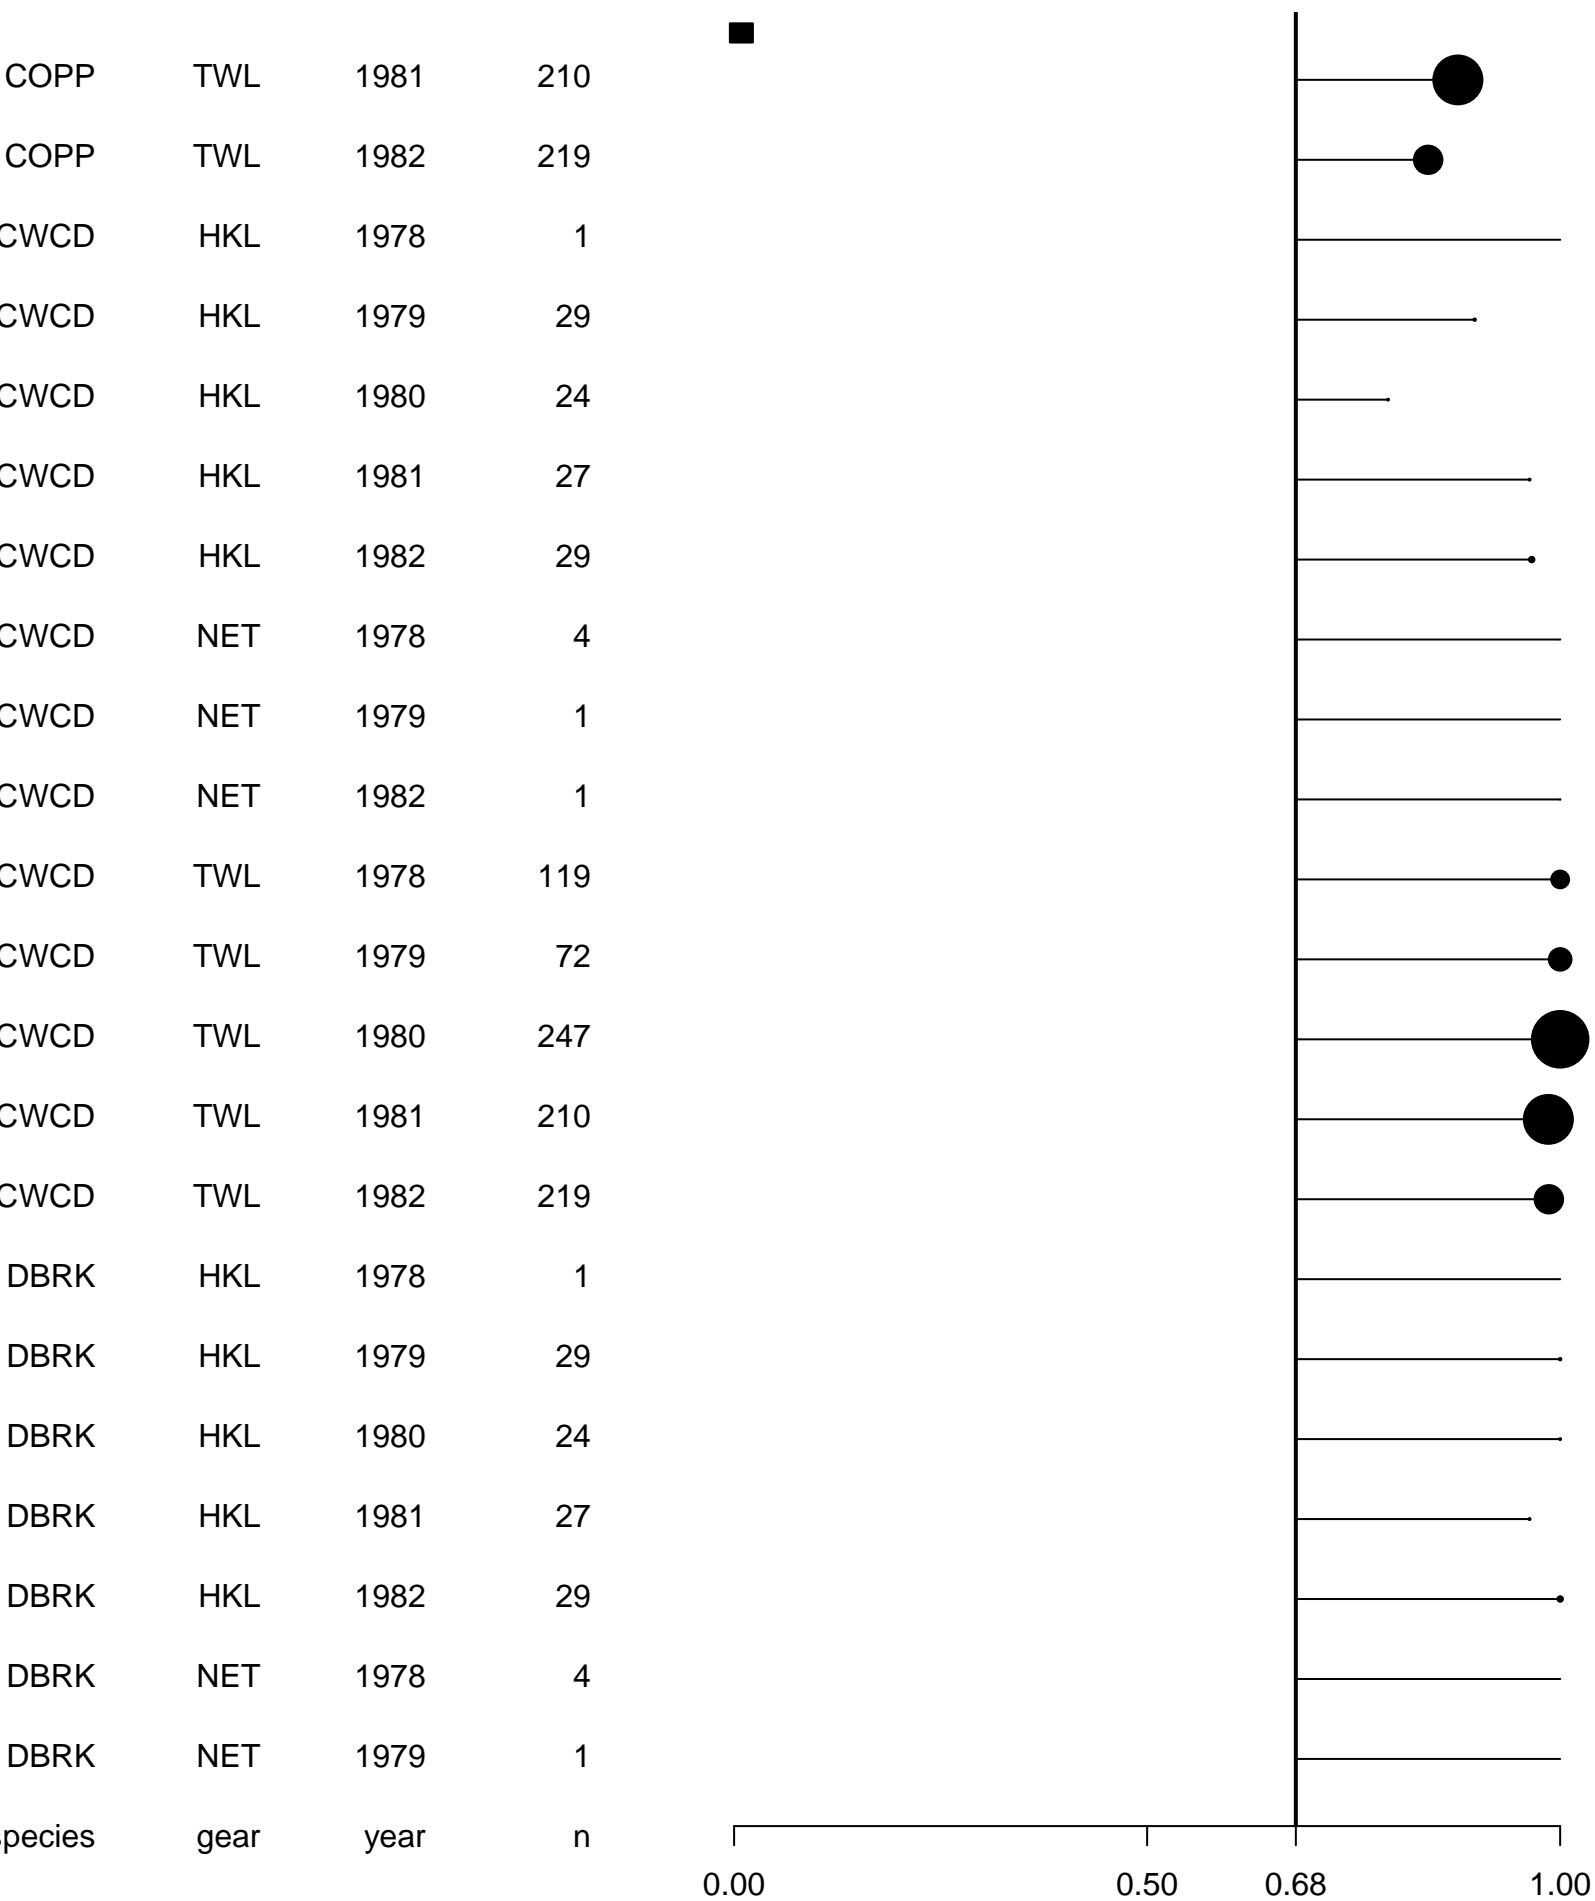 COPP TWL 1981 210
COPP TWL 1982 219
CWCD HKL 1978 1
CWCD HKL 1979 29
CWCD HKL 1980 24
CWCD HKL 1981 27
CWCD HKL 1982 29
CWCD NET 1978 4
CWCD NET 1979 1
CWCD NET 1982 1
CWCD TWL 1978 119
CWCD TWL 1979 72
CWCD TWL 1980 247
CWCD TWL 1981 210
CWCD TWL 1982 219
DBRK HKL 1978 1
DBRK HKL 1979 29
DBRK HKL 1980 24
DBRK HKL 1981 27
DBRK HKL 1982 29
DBRK NET 1978 4
DBRK NET 1979 1
species gear year n
0.00 0.50 0.68 1.00